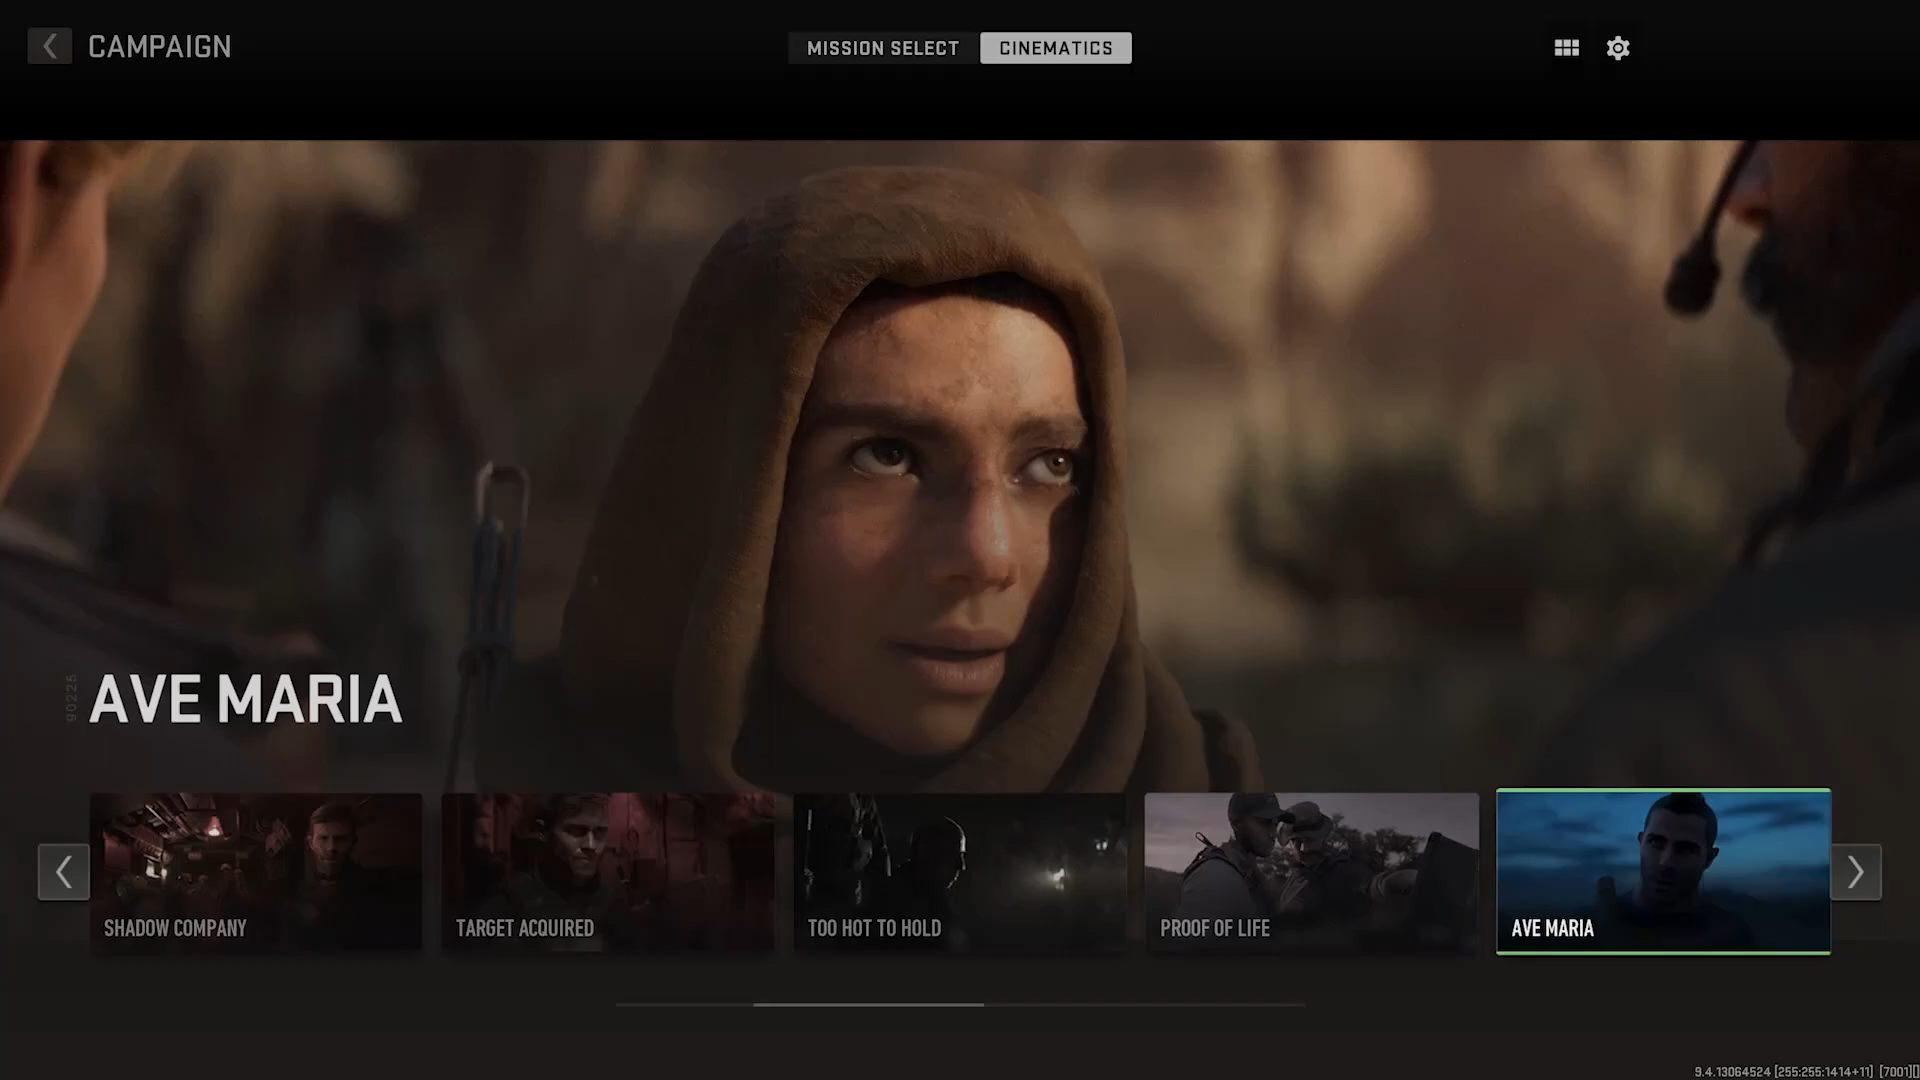 CAMPAIGN
MISSION SELECT
CINEMATICS
90225
AVE MARIA
SHADOW COMPANY
TARGET ACQUIRED
TOO HOT TO HOLD
PROOF OF LIFE
AVE MARIA
9.4.13064524 [255:255:1414+11] [7001][]